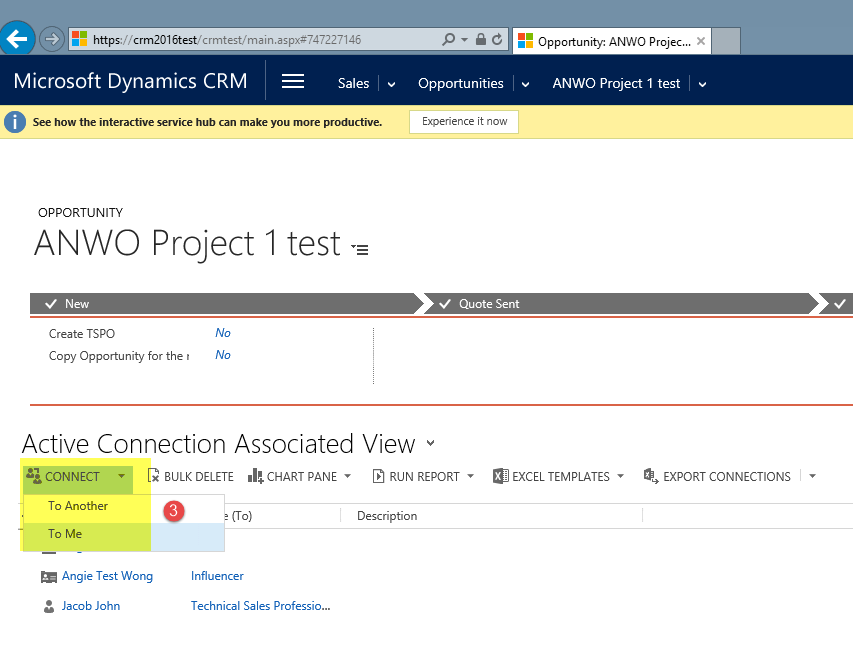 https://crm2016test/crmtest/main.aspx#747227146
Opportunity: ANWO Projec...
Microsoft Dynamics CRM Sales Opportunities ANWO Project 1 test
See how the interactive service hub can make you more productive. Experience it now
OPPORTUNITY
ANWO Project 1 test
New Quote Sent
Create TSPO No
Copy Opportunity for the No
Active Connection Associated View
CONNECT BULK DELETE CHART PANE RUN REPORT EXCEL TEMPLATES EXPORT CONNECTIONS
To Another 3 (To) Description
To Me
Angie Test Wong Influencer
Jacob John Technical Sales Professio...